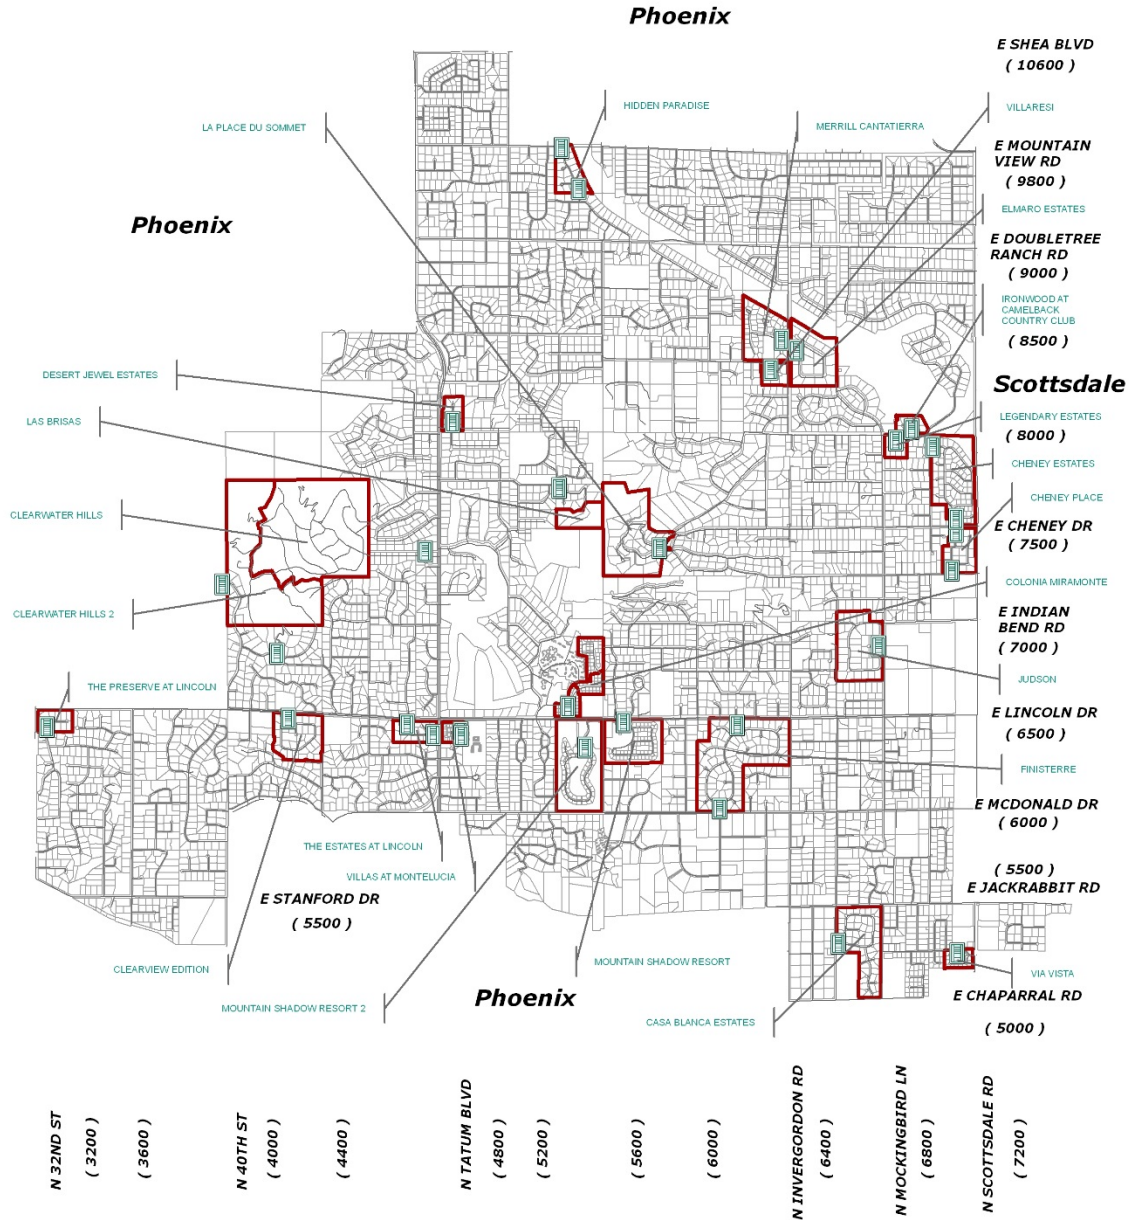 Phoenix
E SHEA BLVD
( 10600 )
HIDDEN PARADISE
VILLARESI
LA PLACE DU SOMMET
MERRILL CANTATIERRA
E MOUNTAIN
VIEW RD
( 9800 )
ELMARO ESTATES
Phoenix
E DOUBLETREE
RANCH RD
( 9000 )
IRONWOOD AT
CAMELBACK
COUNTRY CLUB
( 8500 )
DESERT JEWEL ESTATES
Scottsdale
LAS BRISAS
LEGENDARY ESTATES
( 8000 )
CHENEY ESTATES
CHENEY PLACE
CLEARWATER HILLS
E CHENEY DR
( 7500 )
COLONIA MIRAMONTE
CLEARWATER HILLS 2
E INDIAN
BEND RD
( 7000 )
JUDSON
THE PRESERVE AT LINCOLN
E LINCOLN DR
( 6500 )
FINISTERRE
E MCDONALD DR
( 6000 )
THE ESTATES AT LINCOLN
VILLAS AT MONTELUCIA
( 5500 )
E JACKRABBIT RD
E STANFORD DR
( 5500 )
CLEARVIEW EDITION
MOUNTAIN SHADOW RESORT
VIA VISTA
Phoenix
E CHAPARRAL RD
MOUNTAIN SHADOW RESORT 2
CASA BLANCA ESTATES
( 5000 )
N 32ND ST
( 3200 )
( 3600 )
N 40TH ST
( 4000 )
( 4400 )
N TATUM BLVD
( 4800 )
( 5200 )
( 5600 )
( 6000 )
N INVERGORDON RD
( 6400 )
N MOCKINGBIRD LN
( 6800 )
N SCOTTSDALE RD
( 7200 )